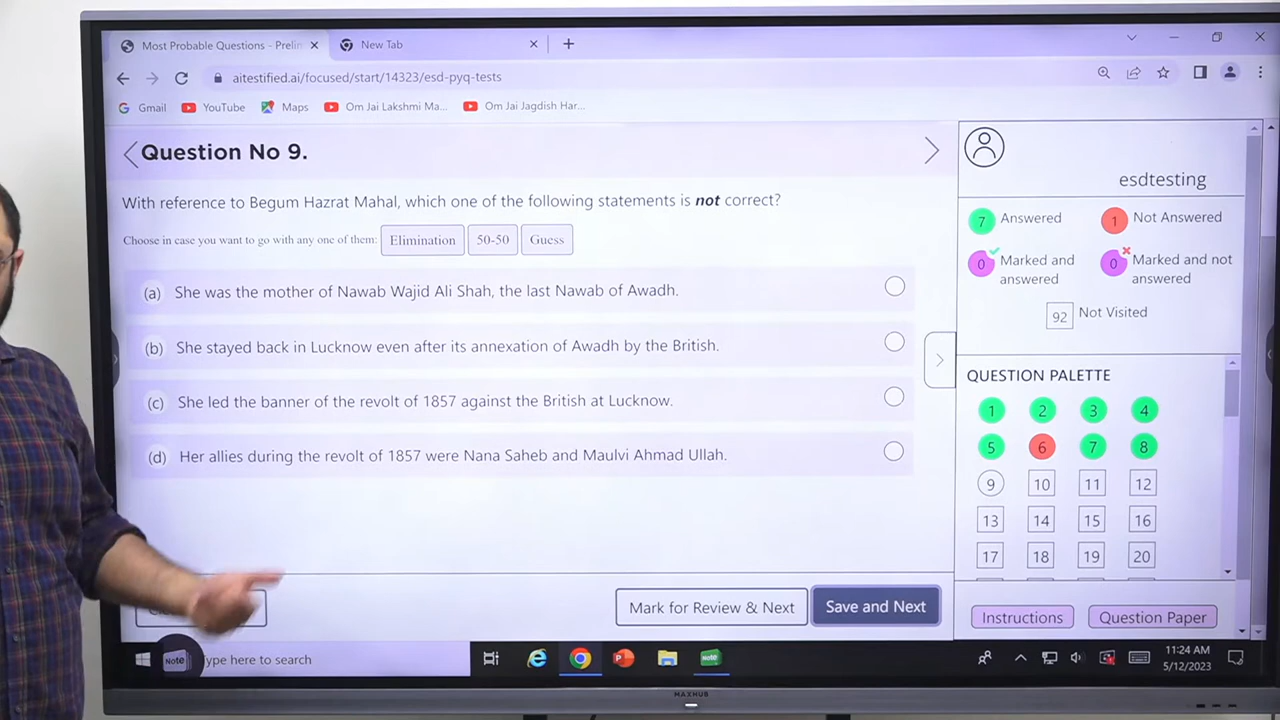 Most Probable Questions - Prelin
New Tab
aitestified.ai/focused/start/14323/esd-pyq-tests
Gmail YouTube Maps Om Jai Lakshmi Ma... Om Jai Jagdish Har...
Question No 9.
With reference to Begum Hazrat Mahal, which one of the following statements is not correct?
Choose in case you want to go with any one of them: Elimination 50-50 Guess
(a) She was the mother of Nawab Wajid Ali Shah, the last Nawab of Awadh.
(b) She stayed back in Lucknow even after its annexation of Awadh by the British.
(c) She led the banner of the revolt of 1857 against the British at Lucknow.
(d) Her allies during the revolt of 1857 were Nana Saheb and Maulvi Ahmad Ullah.
Mark for Review & Next
Save and Next
esdtesting
7 Answered
1 Not Answered
0 Marked and answered
0 Marked and not answered
92 Not Visited
QUESTION PALETTE
1 2 3 4
5 6 7 8
9 10 11 12
13 14 15 16
17 18 19 20
Instructions
Question Paper
Note
ype here to search
Note
11:24 AM
5/12/2023
MAXHUB